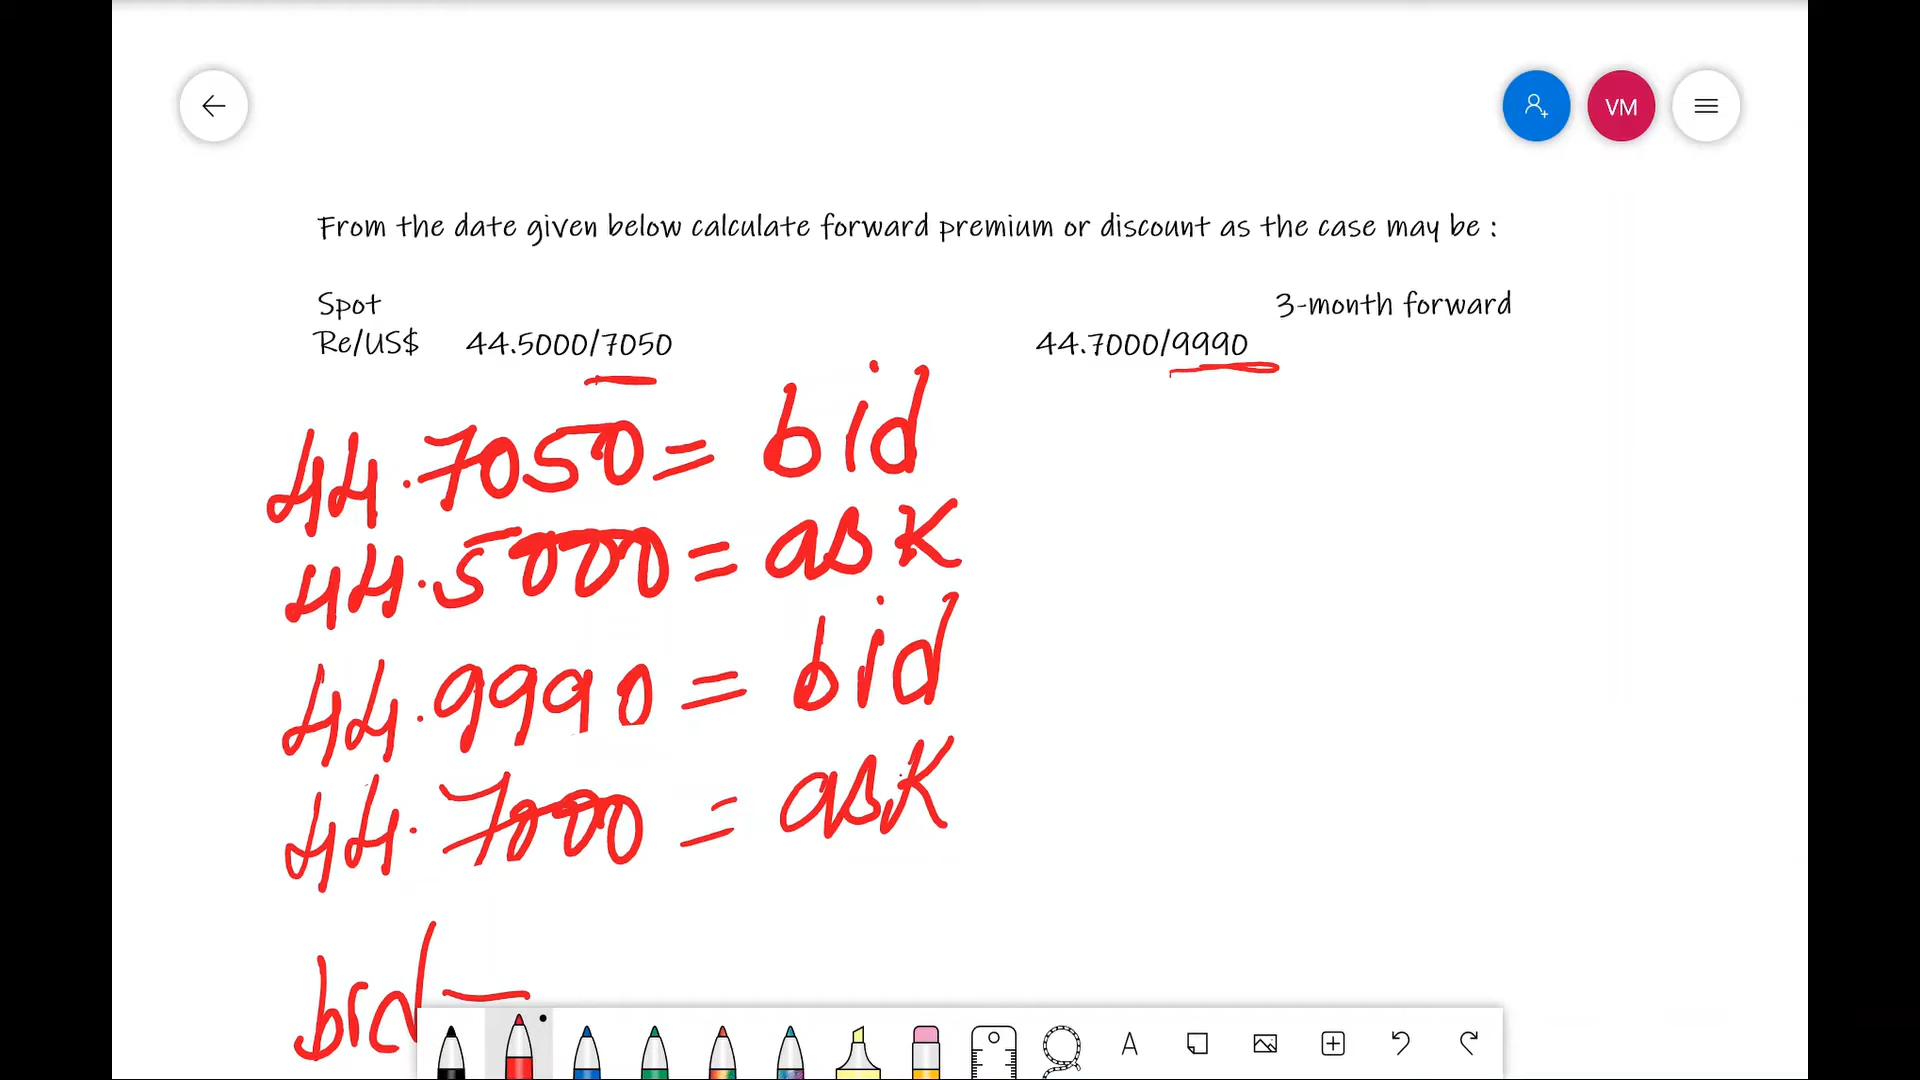 VM
From the date given below calculate forward premium or discount as the case may be :
Spot 3-month forward
Re/US$ 44.5000/7050 44.7000/9990
44.7050 = bid
44.5000 = ask
44.9990 = bid
44.7000 = ask
bid
A